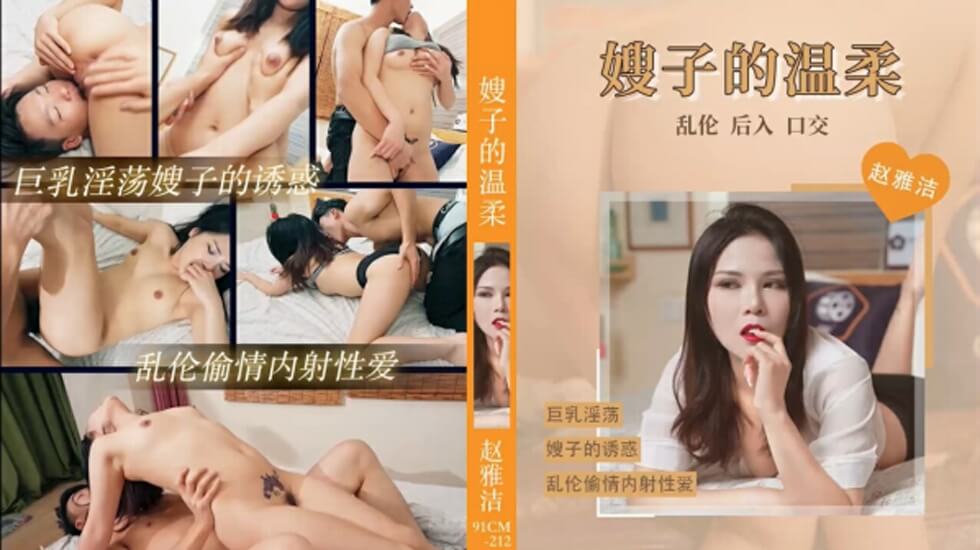 巨乳淫荡嫂子的诱惑
乱伦偷情内射性爱
嫂子的温柔
赵雅洁
91CM
-212
嫂子的温柔
乱伦 后入 口交
赵雅洁
巨乳淫荡
嫂子的诱惑
乱伦偷情内射性爱